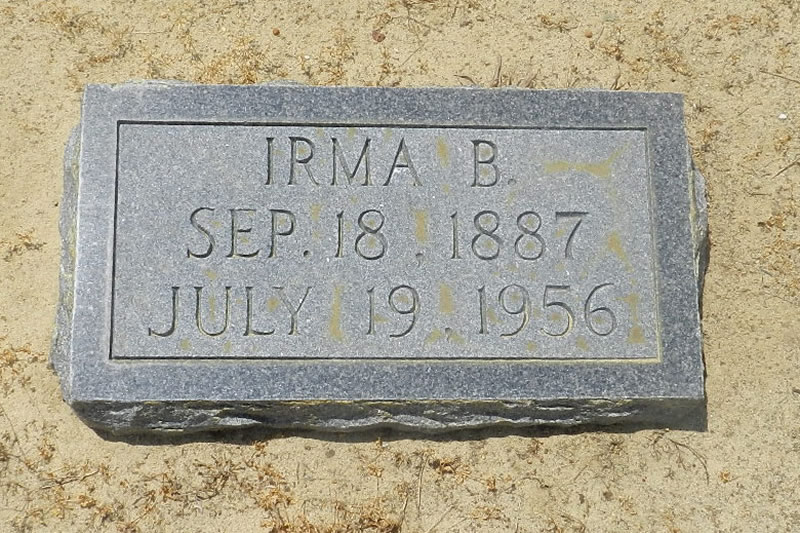 IRMA B.
SEP. 18, 1887
JULY 19, 1956